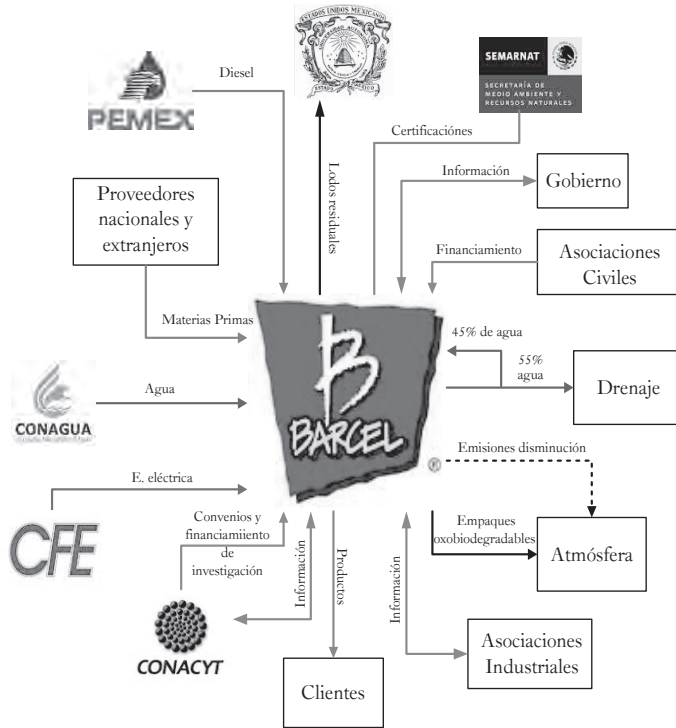 ESTADOS UNIDOS MEXICANOS
Diesel
PEMEX
SEMARNAT
SECRETARÍA DE
MEDIO AMBIENTE Y
RECURSOS NATURALES
Certificaciónes
Lodos residuales
Información
Gobierno
Proveedores
nacionales y
extranjeros
Financiamiento
Asociaciones
Civiles
Materias Primas
45% de agua
55%
agua
Drenaje
B
BARCEL
®
Agua
CONAGUA
Emisiones disminución
E. eléctrica
CFE
Convenios y
financiamiiento
de
investigación
Información
Productos
Información
Empaques
oxobiodegradables
Atmósfera
CONACYT
Clientes
Asociaciones
Industriales